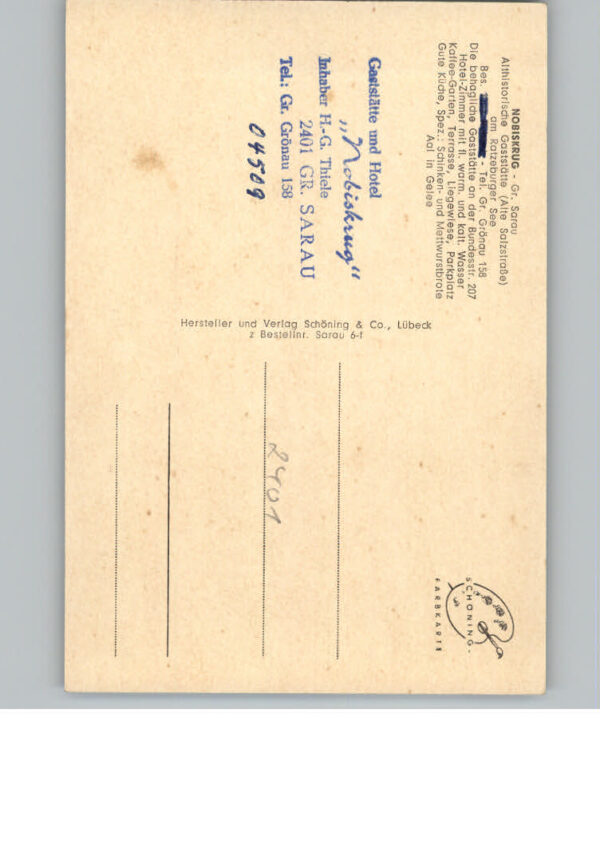 NOBISKRUG - Gr. Sarau
Althistorische Gaststätte (Alte Salzstraße)
am Ratzeburger See
Bes. - Tel. Gr. Grönau 158
Die behagliche Gaststätte an der Bundesstr. 207
Hotel-Zimmer mit fl. warm. und kalt. Wasser
Kaffee-Garten, Terrasse, Liegewiese, Parkplatz
Gute Küche, Spez.: Schinken- und Mettwurstbrote
Aal in Gelee
Gaststätte und Hotel
„Nobiskrug“
Inhaber H.-G. Thiele
2401 GR. SARAU
Tel.: Gr. Grönau 158
04509
Hersteller und Verlag Schöning & Co., Lübeck
z Bestellnr. Sarau 6-f
SCHÖNING-
FARBKARTE
2401